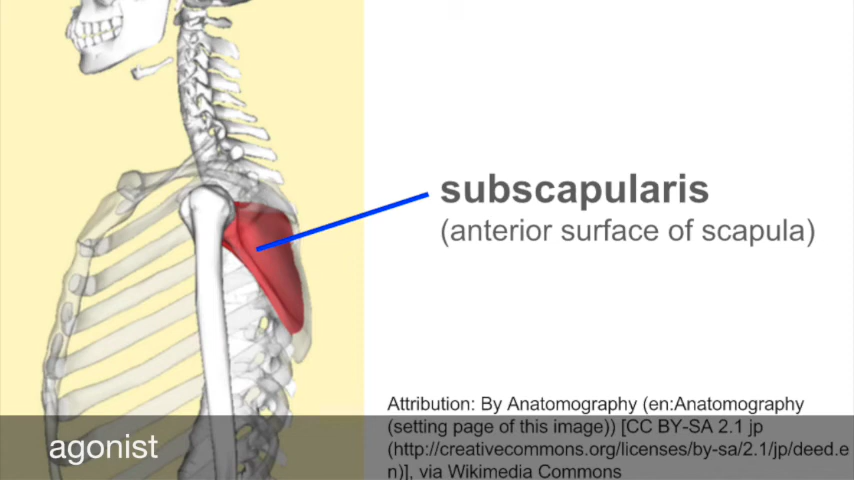 subscapularis
(anterior surface of scapula)
Attribution: By Anatomography (en:Anatomography
(setting page of this image)) [CC BY-SA 2.1 jp
(http://creativecommons.org/licenses/by-sa/2.1/jp/deed.e
n)], via Wikimedia Commons
agonist